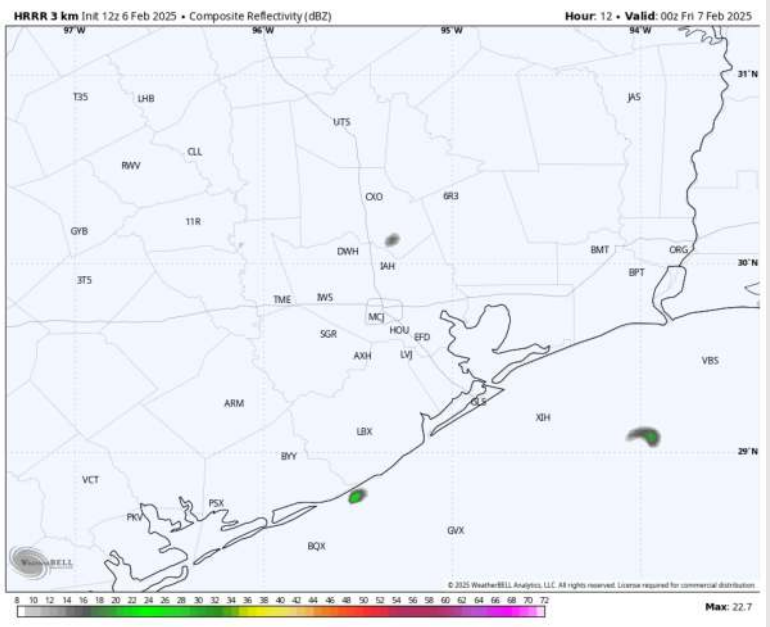 HRRR 3 km Init 12z 6 Feb 2025 • Composite Reflectivity (dBZ) Hour: 12 • Valid: 00z Fri 7 Feb 2025
97°W 96°W 95°W 94°W
31°N
T35 LHB JAS
UTS
CLL
RWV
CXO 6R3
11R
GYB
DWH BMT ORG
30°N
IAH
BPT
3T5
TME IWS
MCJ
HOU
SGR EFD
AXH LVJ
VBS
ARM GLS
XIH
LBX
29°N
BYY
VCT
PSX
PKV
GVX
BQX
WEATHERBELL
© 2025 WeatherBELL Analytics, LLC. All rights reserved. License required for commercial distribution.
8 10 12 14 16 18 20 22 24 26 28 30 32 34 36 38 40 42 44 46 48 50 52 54 56 58 60 62 64 66 68 70 72
Max: 22.7